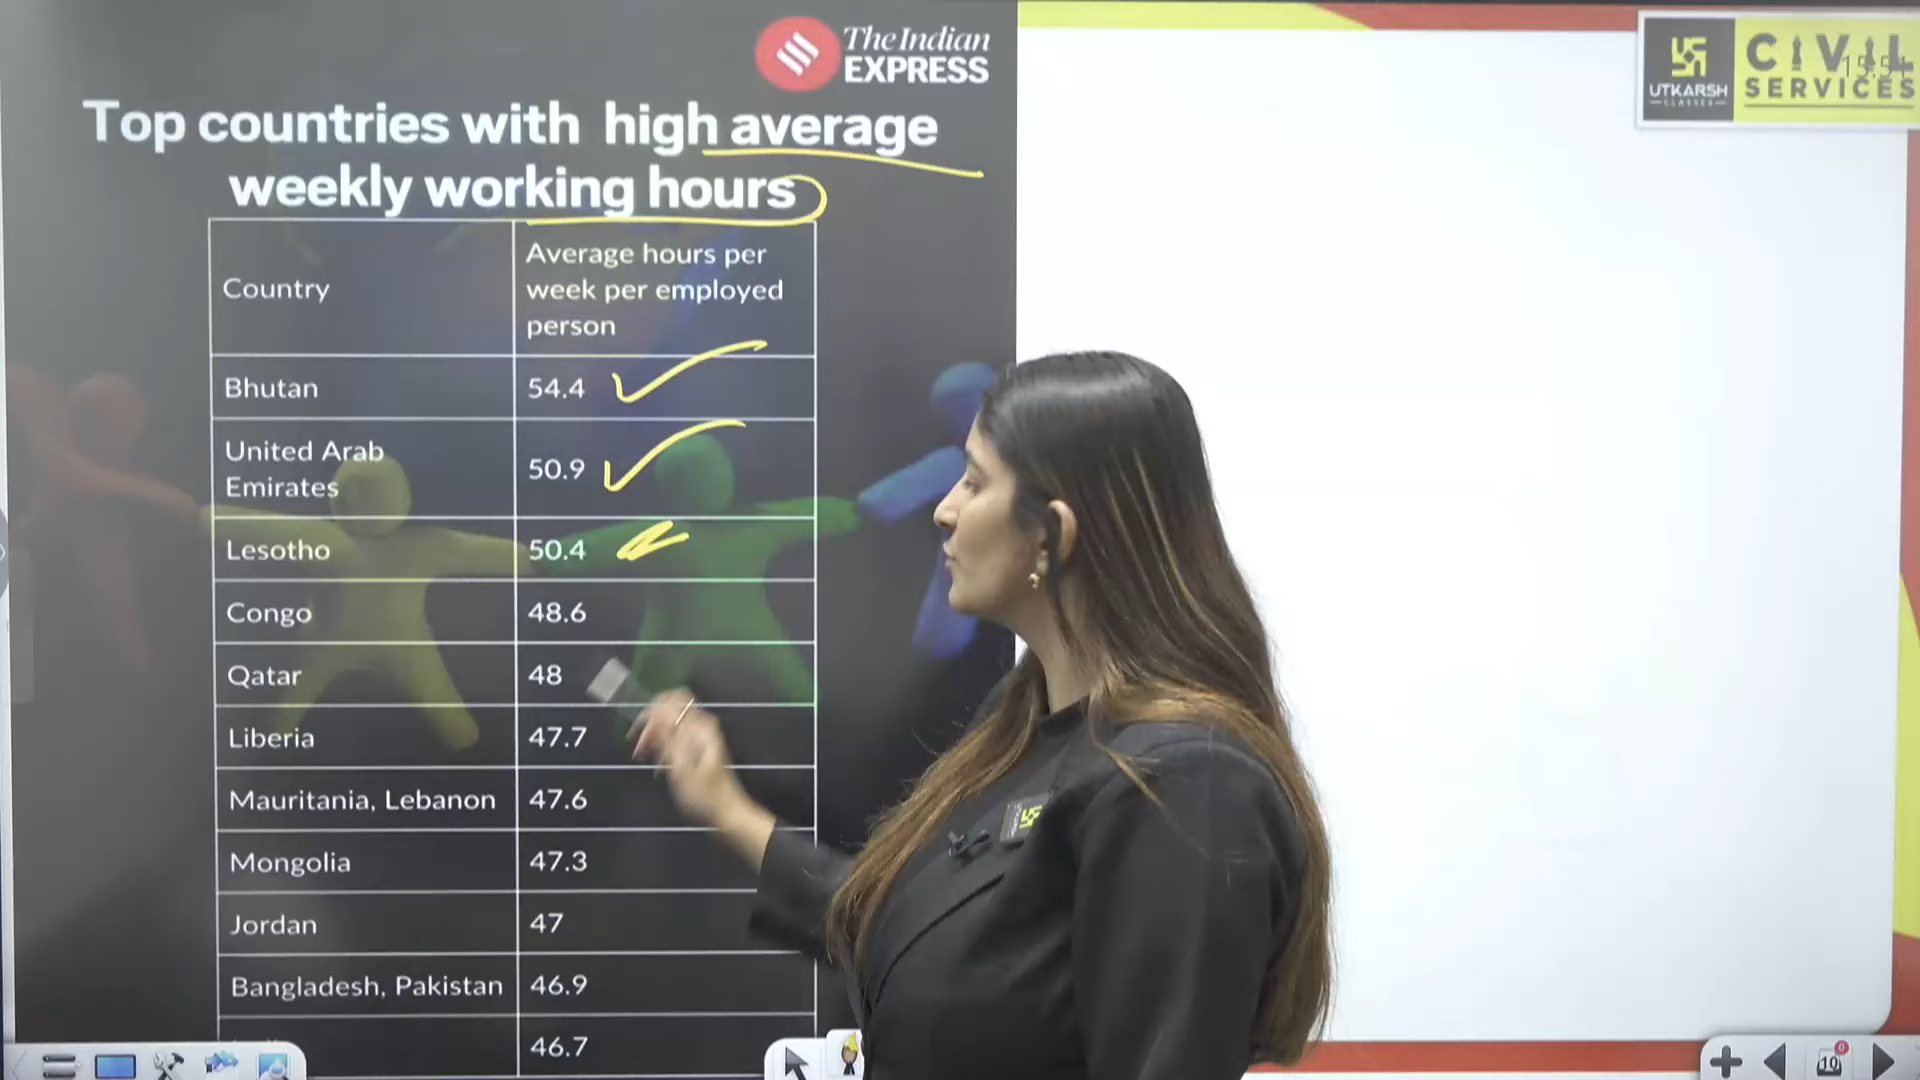 The Indian
EXPRESS
Top countries with high average
weekly working hours
Country
Average hours per
week per employed
person
Bhutan
54.4
United Arab
Emirates
50.9
Lesotho
50.4
Congo
48.6
Qatar
48
Liberia
47.7
Mauritania, Lebanon
47.6
Mongolia
47.3
Jordan
47
Bangladesh, Pakistan
46.9
46.7
UTKARSH
CLASSES
CIVIL
SERVICES
10
0